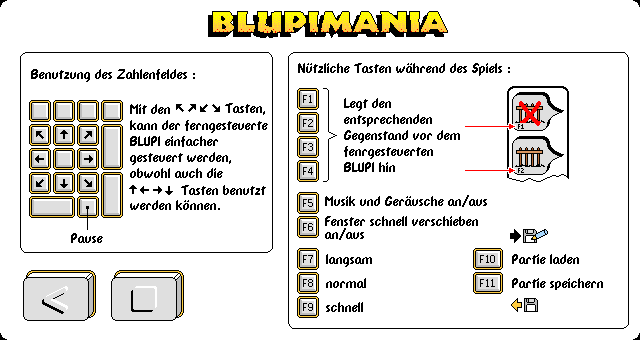 BLUPIMANIA
Benutzung des Zahlenfeldes :
Mit den ↖ ↗ ↙ ↘ Tasten,
kann der ferngesteuerte
BLUPI einfacher
gesteuert werden,
obwohl auch die
↑ ← → ↓ Tasten benutzt
werden können.
Pause
Nützliche Tasten während des Spiels :
F1
F2
F3
F4
Legt den
entsprechenden
Gegenstand vor dem
fenrgesteuerten
BLUPI hin
F1
F2
F5 Musik und Geräusche an/aus
F6 Fenster schnell verschieben
an/aus
F7 langsam
F8 normal
F9 schnell
F10 Partie laden
F11 Partie speichern